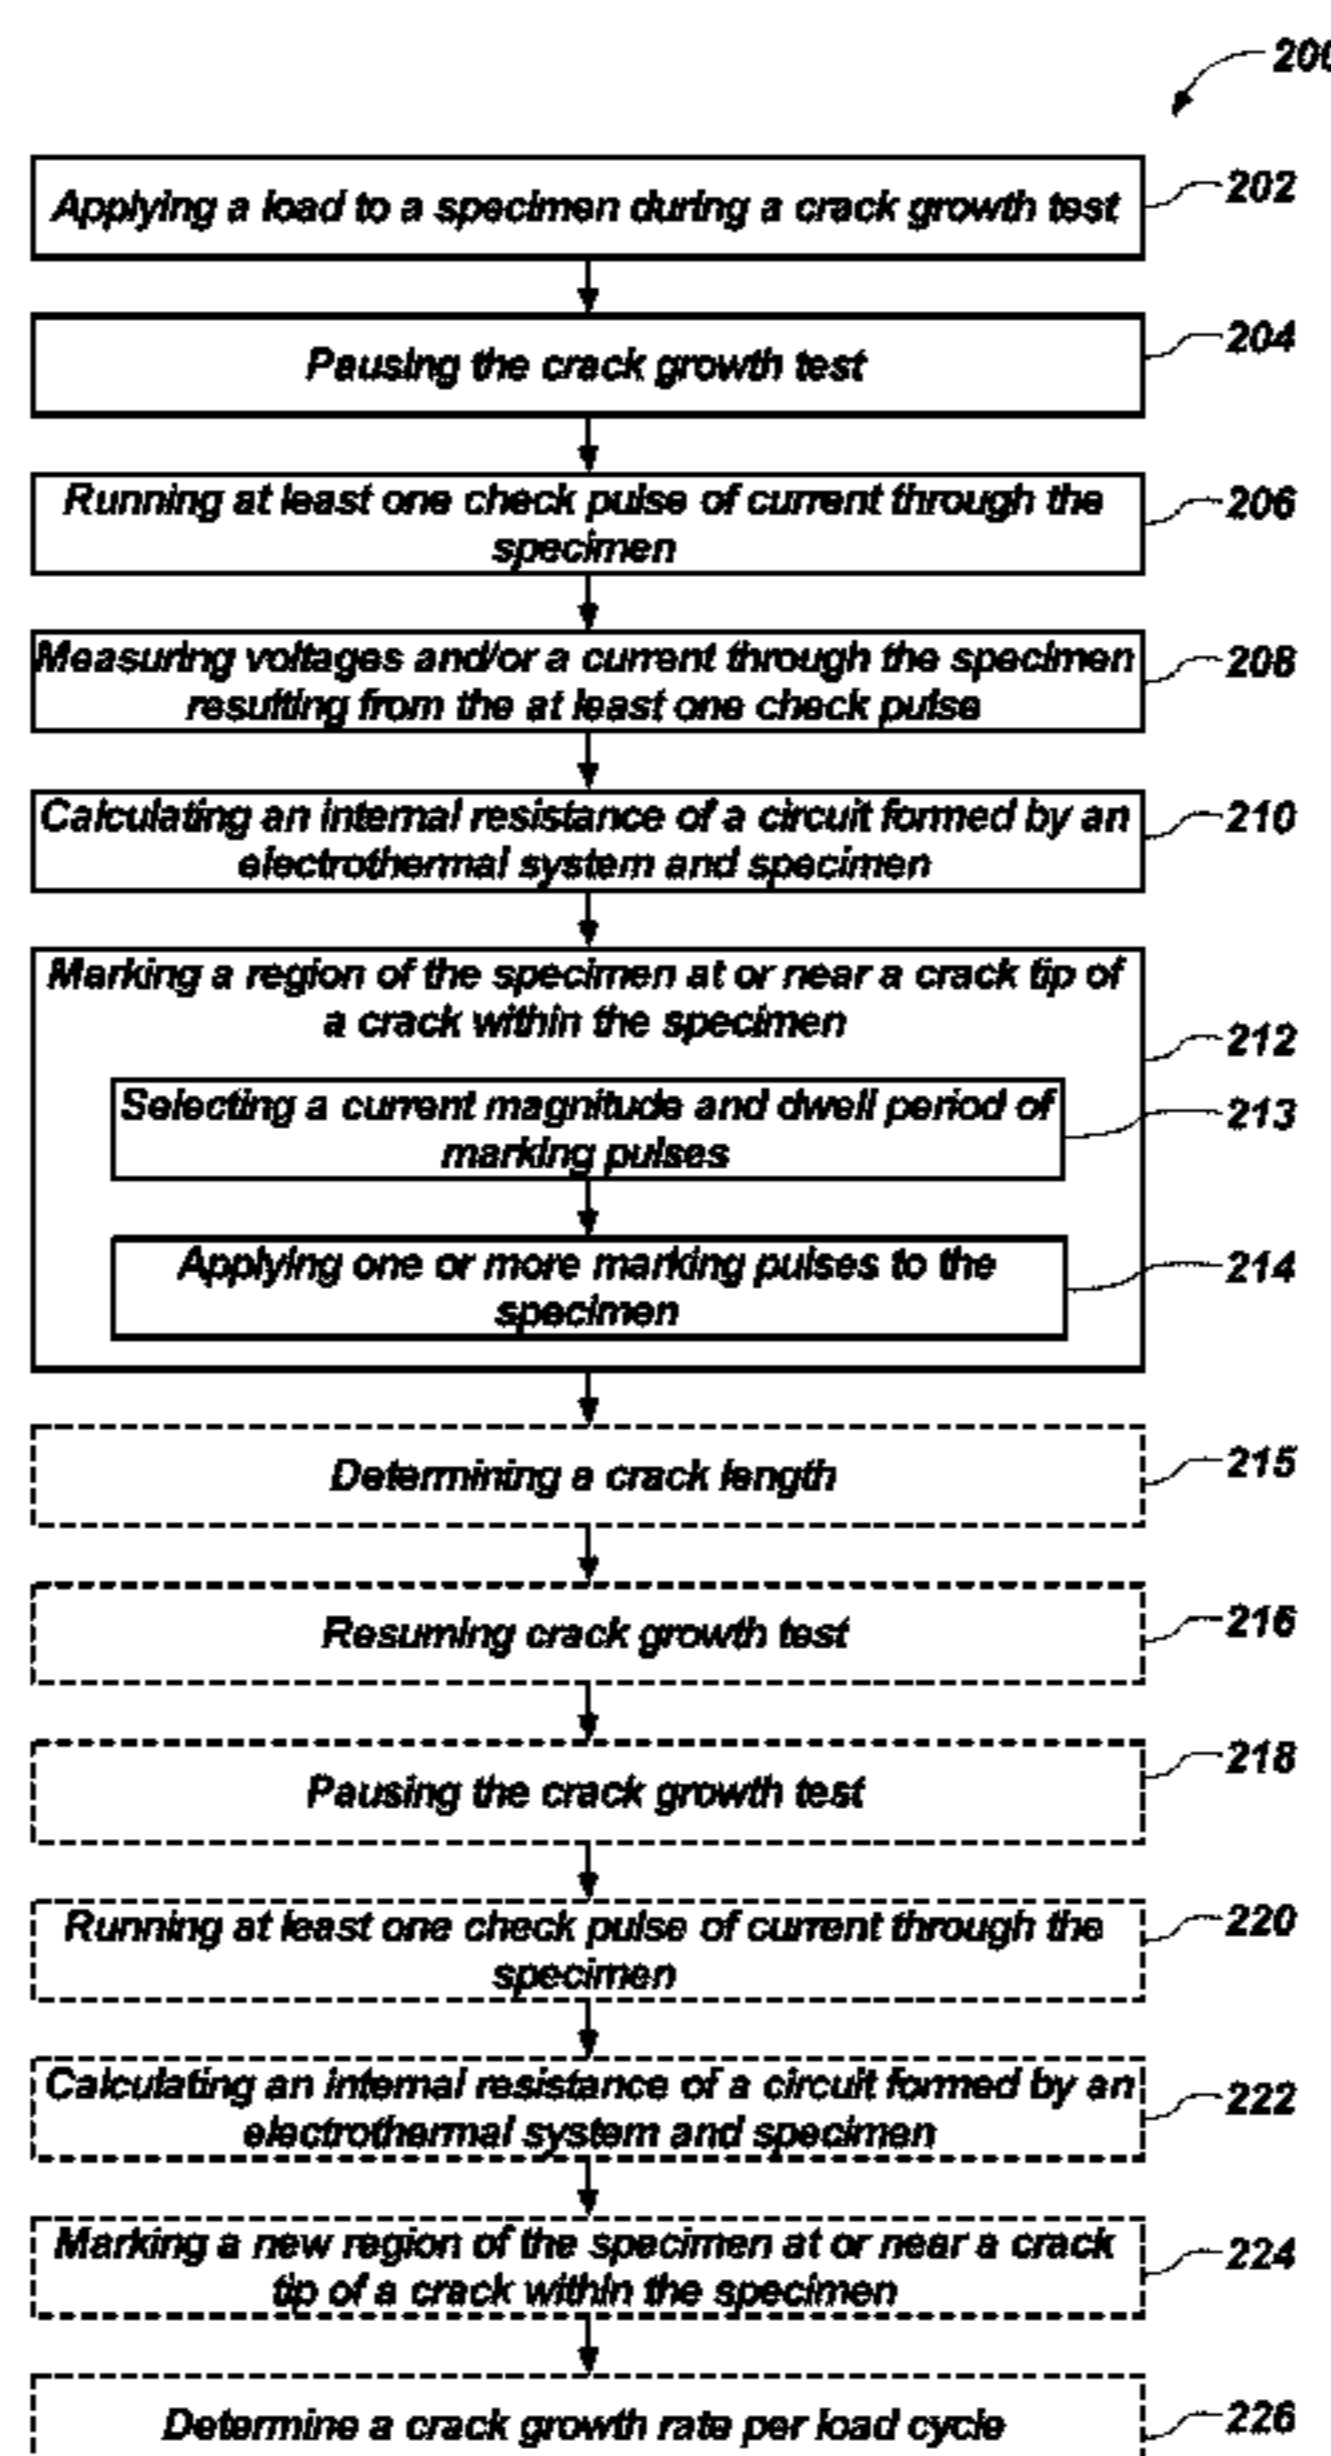 200
Applying a load to a specimen during a crack growth test
202
Pausing the crack growth test
204
Running at least one check pulse of current through the
specimen
206
Measuring voltages and/or a current through the specimen
resulting from the at least one check pulse
208
Calculating an internal resistance of a circuit formed by an
electrothermal system and specimen
210
Marking a region of the specimen at or near a crack tip of
a crack within the specimen
212
Selecting a current magnitude and dwell period of
marking pulses
213
Applying one or more marking pulses to the
specimen
214
Determining a crack length
215
Resuming crack growth test
216
Pausing the crack growth test
218
Running at least one check pulse of current through the
specimen
220
Calculating an internal resistance of a circuit formed by an
electrothermal system and specimen
222
Marking a new region of the specimen at or near a crack
tip of a crack within the specimen
224
Determine a crack growth rate per load cycle
226